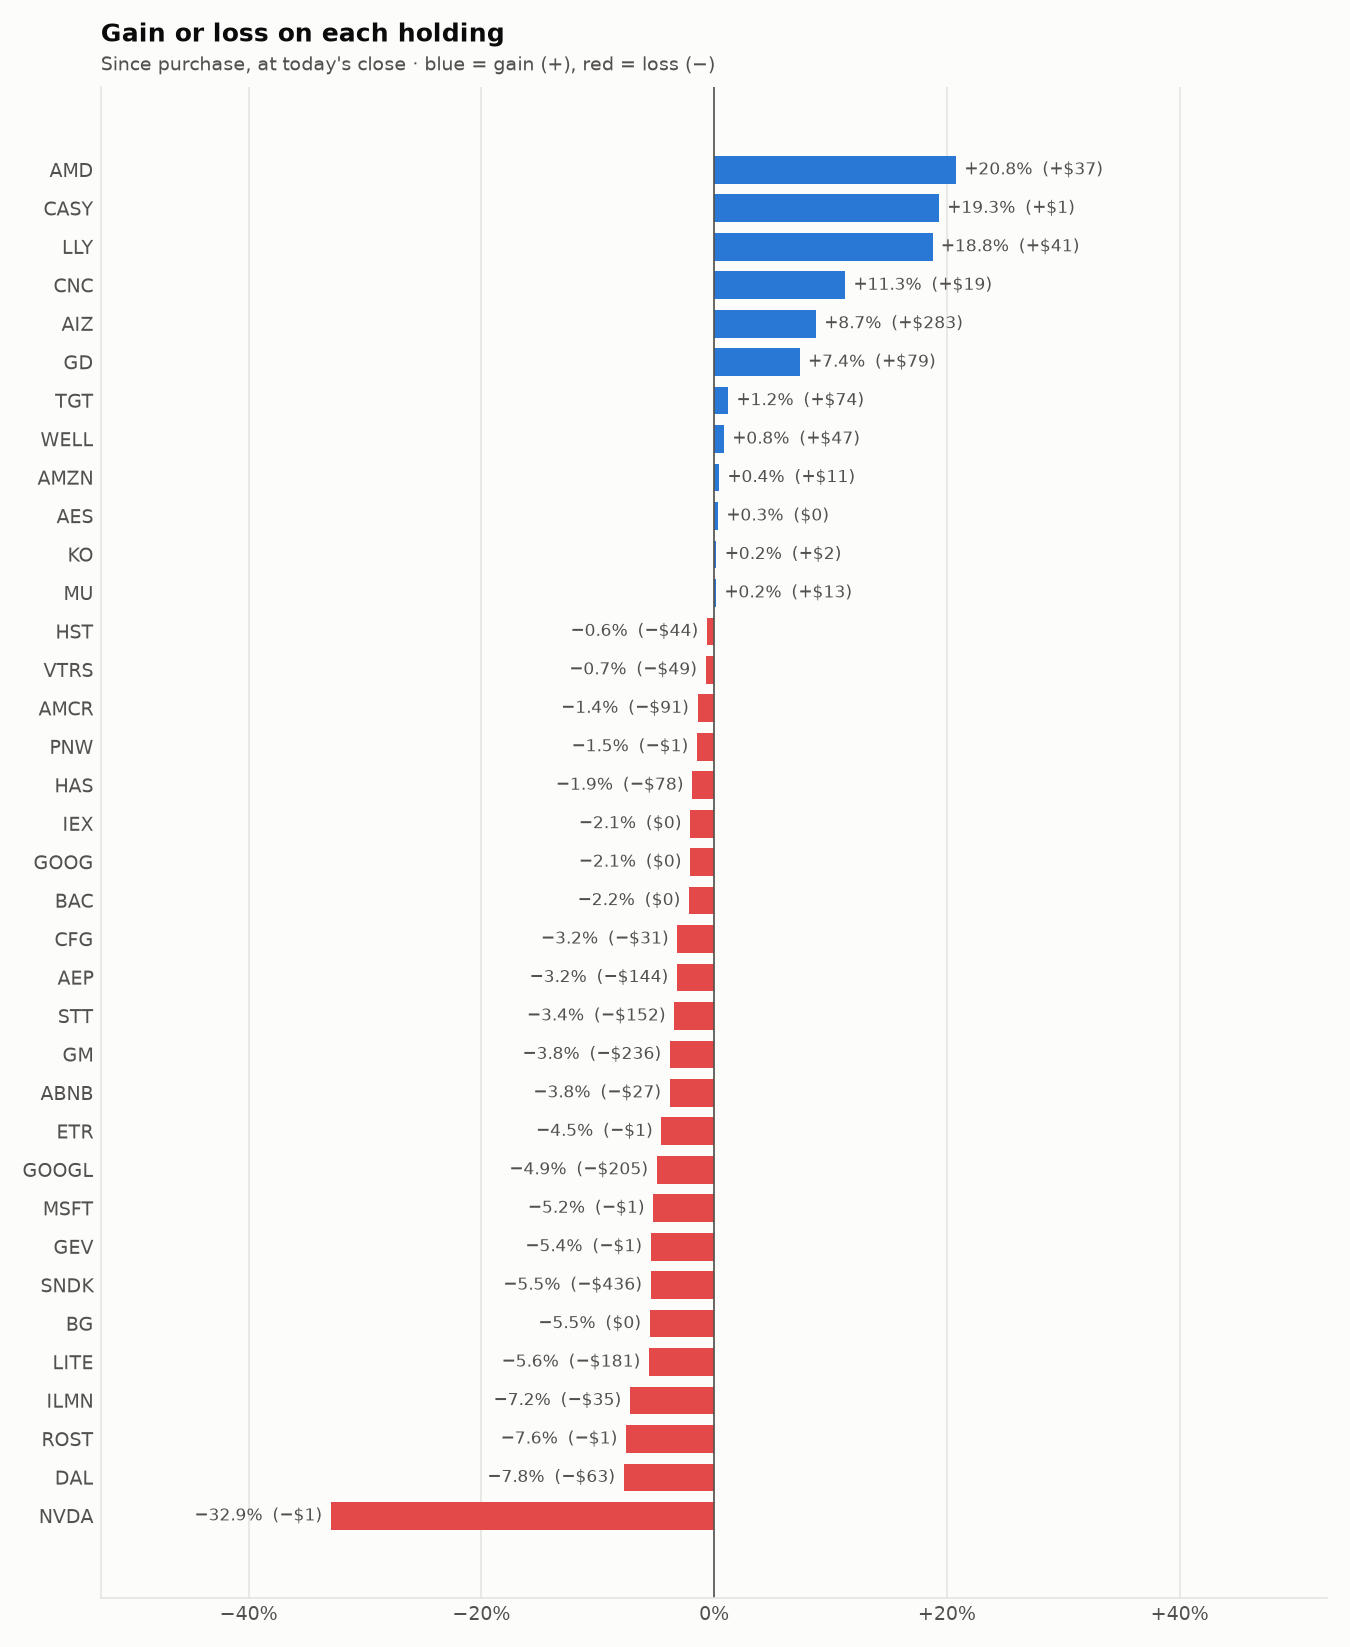 Gain or loss on each holding
Since purchase, at today's close · blue = gain (+), red = loss (−)
AMD +20.8% (+$37)
CASY +19.3% (+$1)
LLY +18.8% (+$41)
CNC +11.3% (+$19)
AIZ +8.7% (+$283)
GD +7.4% (+$79)
TGT +1.2% (+$74)
WELL +0.8% (+$47)
AMZN +0.4% (+$11)
AES +0.3% ($0)
KO +0.2% (+$2)
MU +0.2% (+$13)
HST −0.6% (−$44)
VTRS −0.7% (−$49)
AMCR −1.4% (−$91)
PNW −1.5% (−$1)
HAS −1.9% (−$78)
IEX −2.1% ($0)
GOOG −2.1% ($0)
BAC −2.2% ($0)
CFG −3.2% (−$31)
AEP −3.2% (−$144)
STT −3.4% (−$152)
GM −3.8% (−$236)
ABNB −3.8% (−$27)
ETR −4.5% (−$1)
GOOGL −4.9% (−$205)
MSFT −5.2% (−$1)
GEV −5.4% (−$1)
SNDK −5.5% (−$436)
BG −5.5% ($0)
LITE −5.6% (−$181)
ILMN −7.2% (−$35)
ROST −7.6% (−$1)
DAL −7.8% (−$63)
NVDA −32.9% (−$1)
−40% −20% 0% +20% +40%